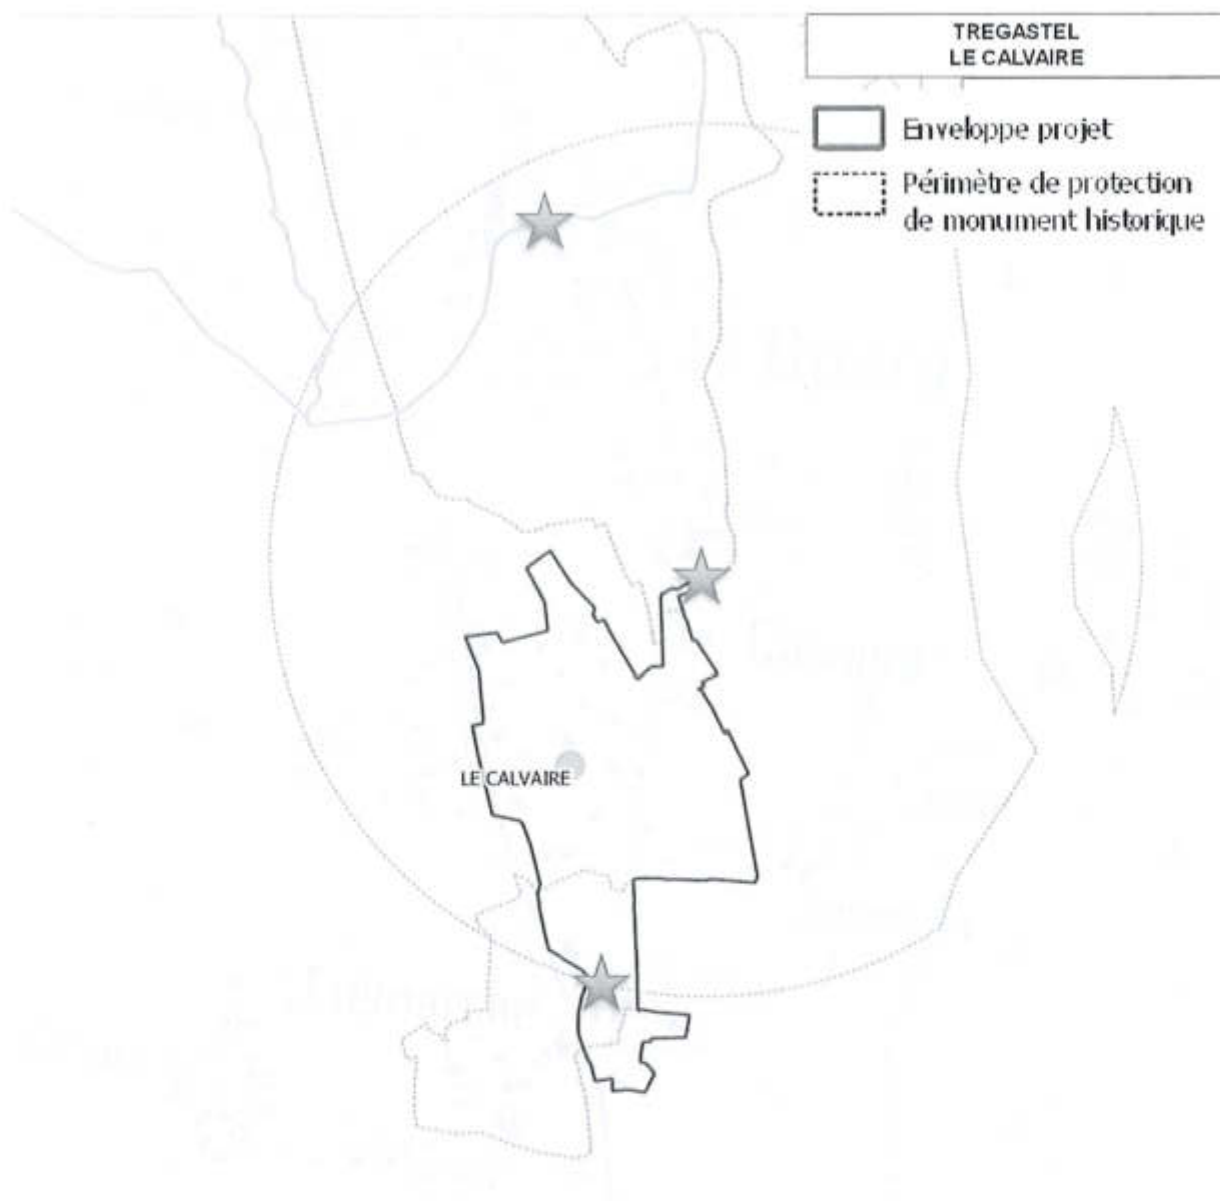 TREGASTEL
LE CALVAIRE
Enveloppe projet
Périmètre de protection
de monument historique
LE CALVAIRE